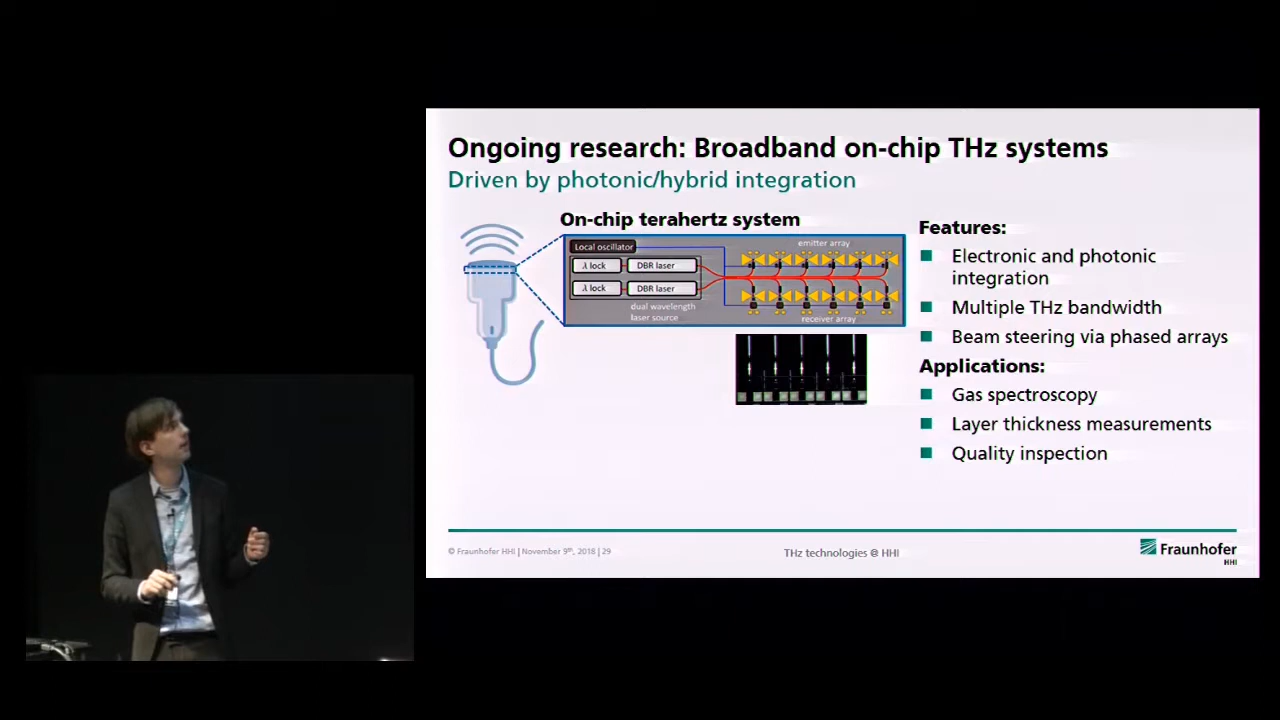 Ongoing research: Broadband on-chip THz systems
Driven by photonic/hybrid integration
On-chip terahertz system
Local oscillator
λ lock
DBR laser
λ lock
DBR laser
dual wavelength
laser source
emitter array
receiver array
Features:
Electronic and photonic
integration
Multiple THz bandwidth
Beam steering via phased arrays
Applications:
Gas spectroscopy
Layer thickness measurements
Quality inspection
© Fraunhofer HHI | November 9th, 2018 | 29
THz technologies @ HHI
Fraunhofer
HHI